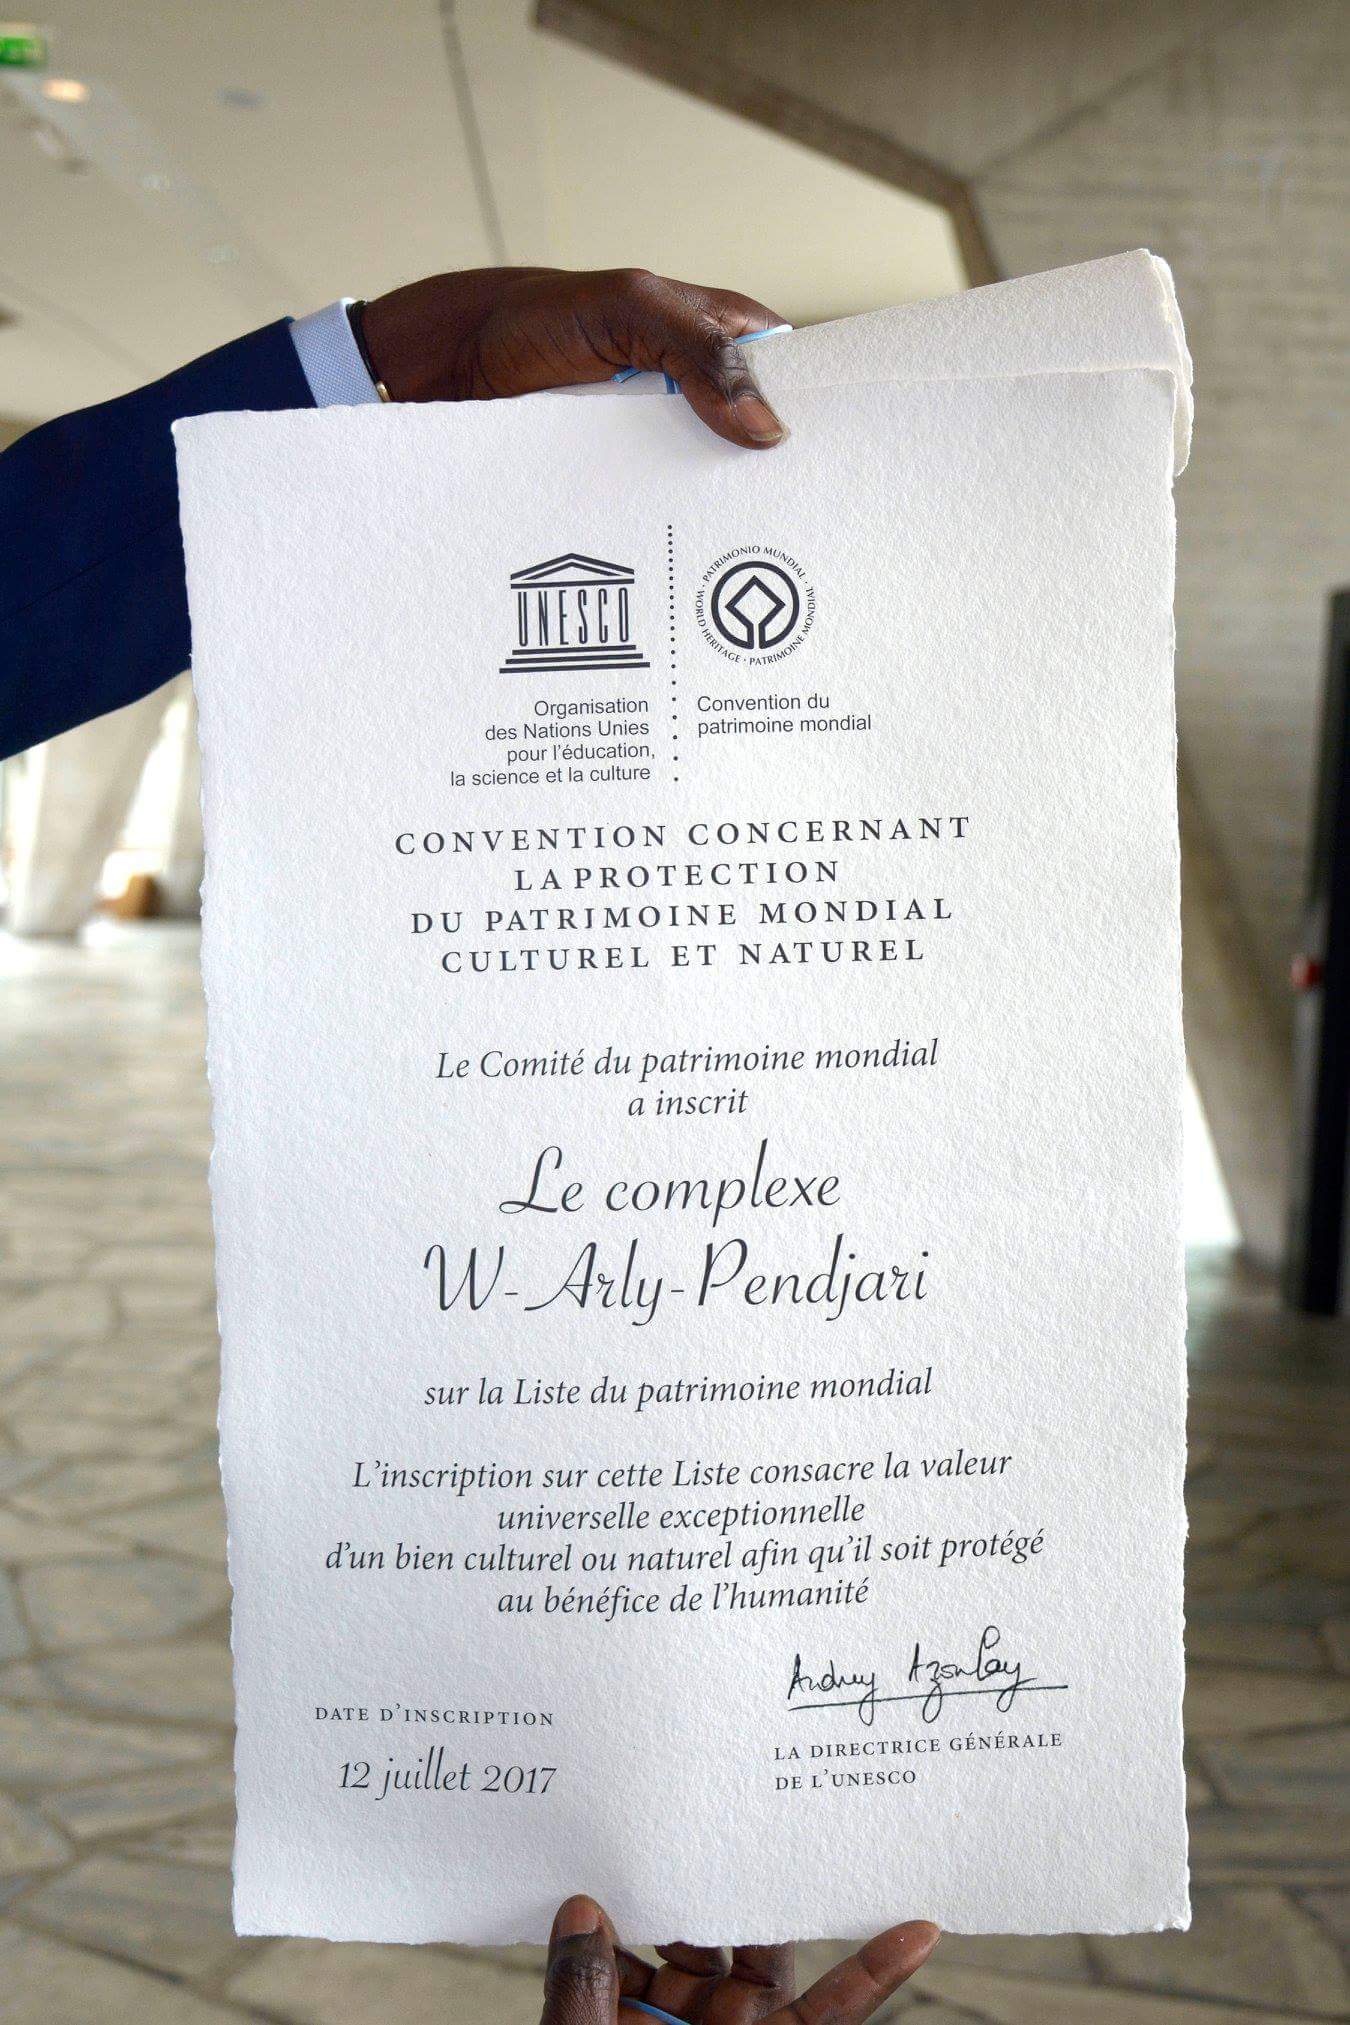 UNESCO
Organisation
des Nations Unies
pour l'éducation,
la science et la culture
PATRIMONIO MUNDIAL · WORLD HERITAGE · PATRIMOINE MONDIAL ·
Convention du
patrimoine mondial
CONVENTION CONCERNANT
LA PROTECTION
DU PATRIMOINE MONDIAL
CULTUREL ET NATUREL
Le Comité du patrimoine mondial
a inscrit
Le complexe
W-Arly-Pendjari
sur la Liste du patrimoine mondial
L'inscription sur cette Liste consacre la valeur
universelle exceptionnelle
d'un bien culturel ou naturel afin qu'il soit protégé
au bénéfice de l'humanité
DATE D'INSCRIPTION
12 juillet 2017
Audrey Azoulay
LA DIRECTRICE GÉNÉRALE
DE L'UNESCO